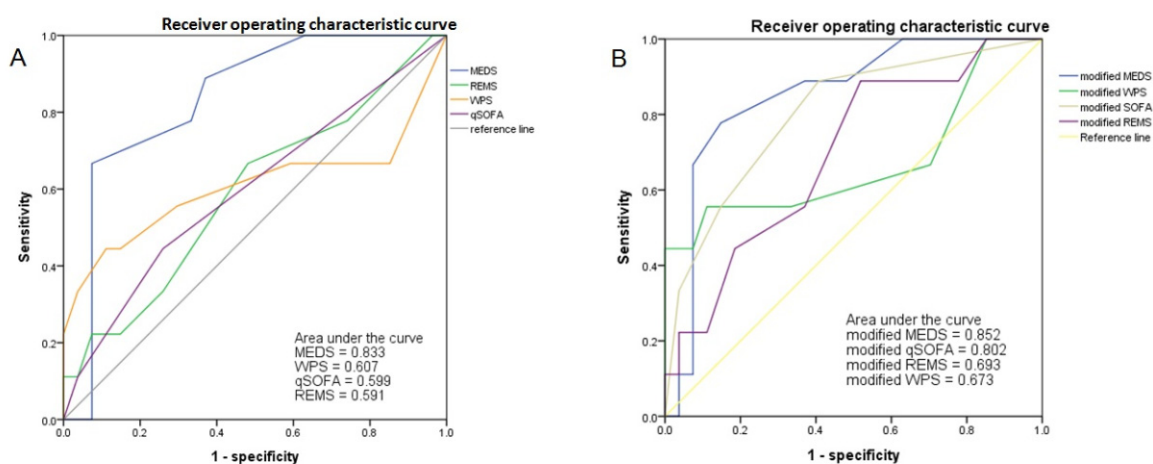 Receiver operating characteristic curve
A
1.0
0.8
0.6
0.4
0.2
0.0
Sensitivity
0.0 0.2 0.4 0.6 0.8 1.0
1 - specificity
MEDS
REMS
VVPS
qSOFA
reference line
Area under the curve
MEDS = 0.833
VVPS = 0.607
qSOFA = 0.599
REMS = 0.591
Receiver operating characteristic curve
B
1.0
0.8
0.6
0.4
0.2
0.0
Sensitivity
0.0 0.2 0.4 0.6 0.8 1.0
1 - specificity
modified MEDS
modified VVPS
modified SOFA
modified REMS
Reference line
Area under the curve
modified MEDS = 0.852
modified qSOFA = 0.802
modified REMS = 0.693
modified VVPS = 0.673